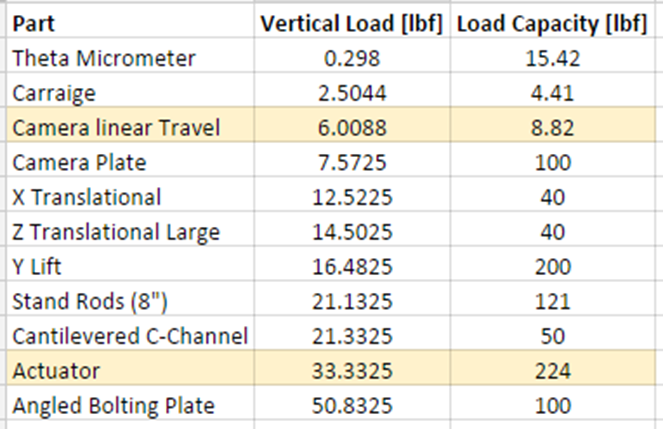 Part Vertical Load [lbf] Load Capacity [lbf]
Theta Micrometer 0.298 15.42
Carraige 2.5044 4.41
Camera linear Travel 6.0088 8.82
Camera Plate 7.5725 100
X Translational 12.5225 40
Z Translational Large 14.5025 40
Y Lift 16.4825 200
Stand Rods (8") 21.1325 121
Cantilevered C-Channel 21.3325 50
Actuator 33.3325 224
Angled Bolting Plate 50.8325 100